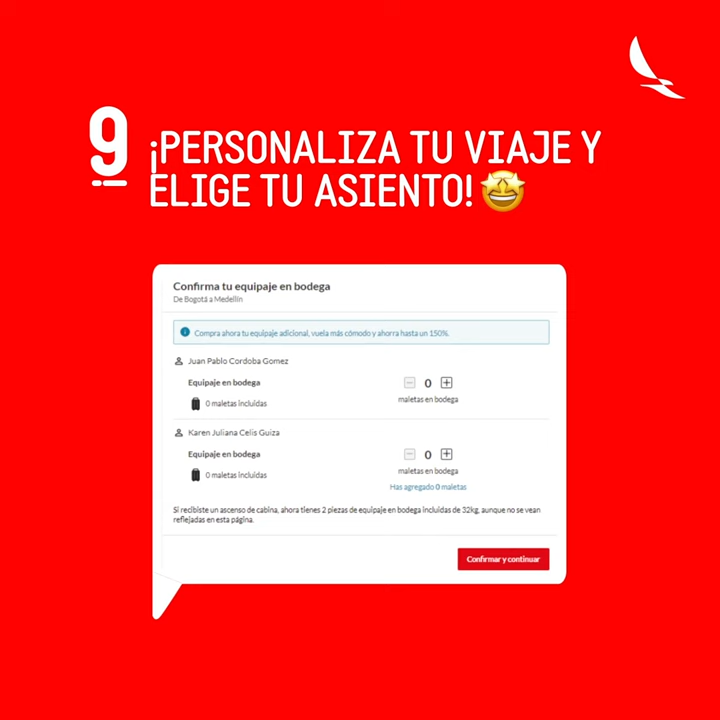 9
¡PERSONALIZA TU VIAJE Y
ELIGE TU ASIENTO!
Confirma tu equipaje en bodega
De Bogotá a Medellín
Compra ahora tu equipaje adicional, vuela más cómodo y ahorra hasta un 150%.
Juan Pablo Cordoba Gomez
Equipaje en bodega
0 maletas incluidas
0
maletas en bodega
Karen Juliana Celis Guiza
Equipaje en bodega
0 maletas incluidas
0
maletas en bodega
Has agregado 0 maletas
Si recibiste un ascenso de cabina, ahora tienes 2 piezas de equipaje en bodega incluidas de 32kg, aunque no se vean
reflejadas en esta página.
Confirmar y continuar